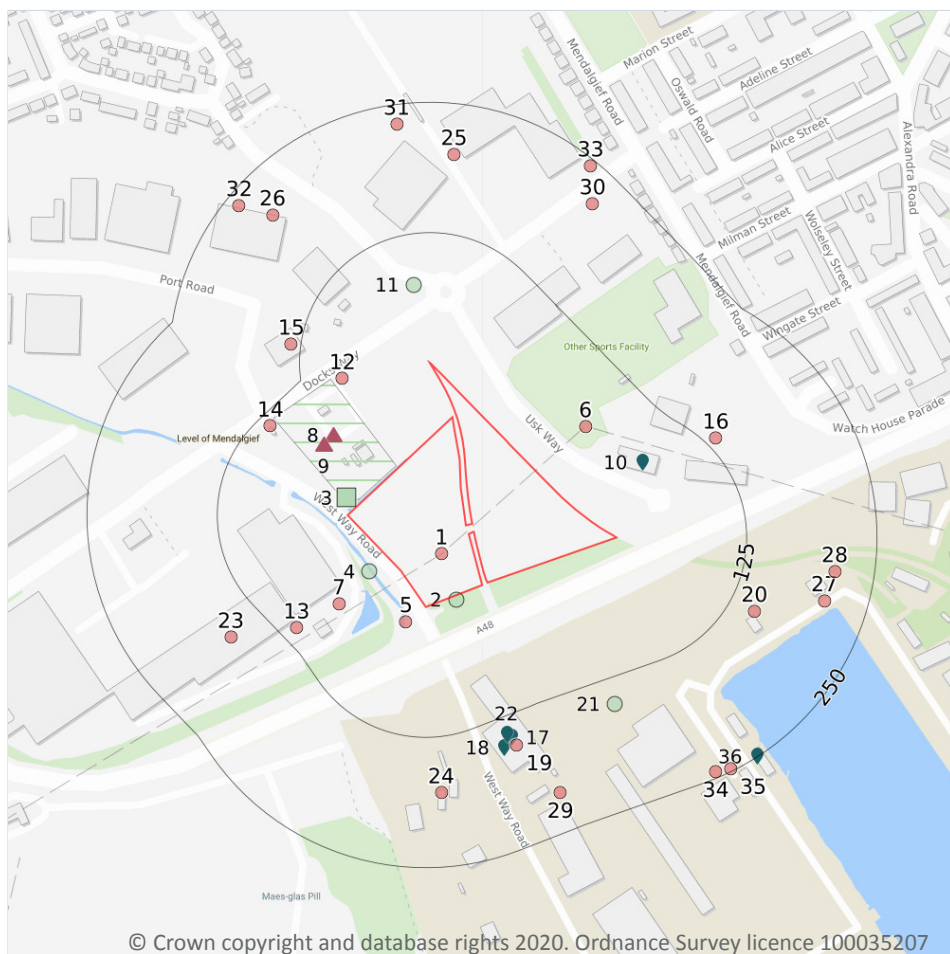 Marion Street
Mendalgief Road
Oswald Road
Adeline Street
Alice Street
Alexandra Road
31
25
33
32
26
30
Milman Street
Wolseley Street
Mendalgief Road
Port Road
11
Wingate Street
15
Other Sports Facility
12
Docks Way
14
Level of Mendalgief
8
9
6
Usk Way
16
Watch House Parade
10
3
West Way Road
1
4
125
28
7
2
27
5
20
23
13
A48
250
21
22
18
17
19
36
24
34
35
29
West Way Road
Maes-glas Pill
© Crown copyright and database rights 2020. Ordnance Survey licence 100035207